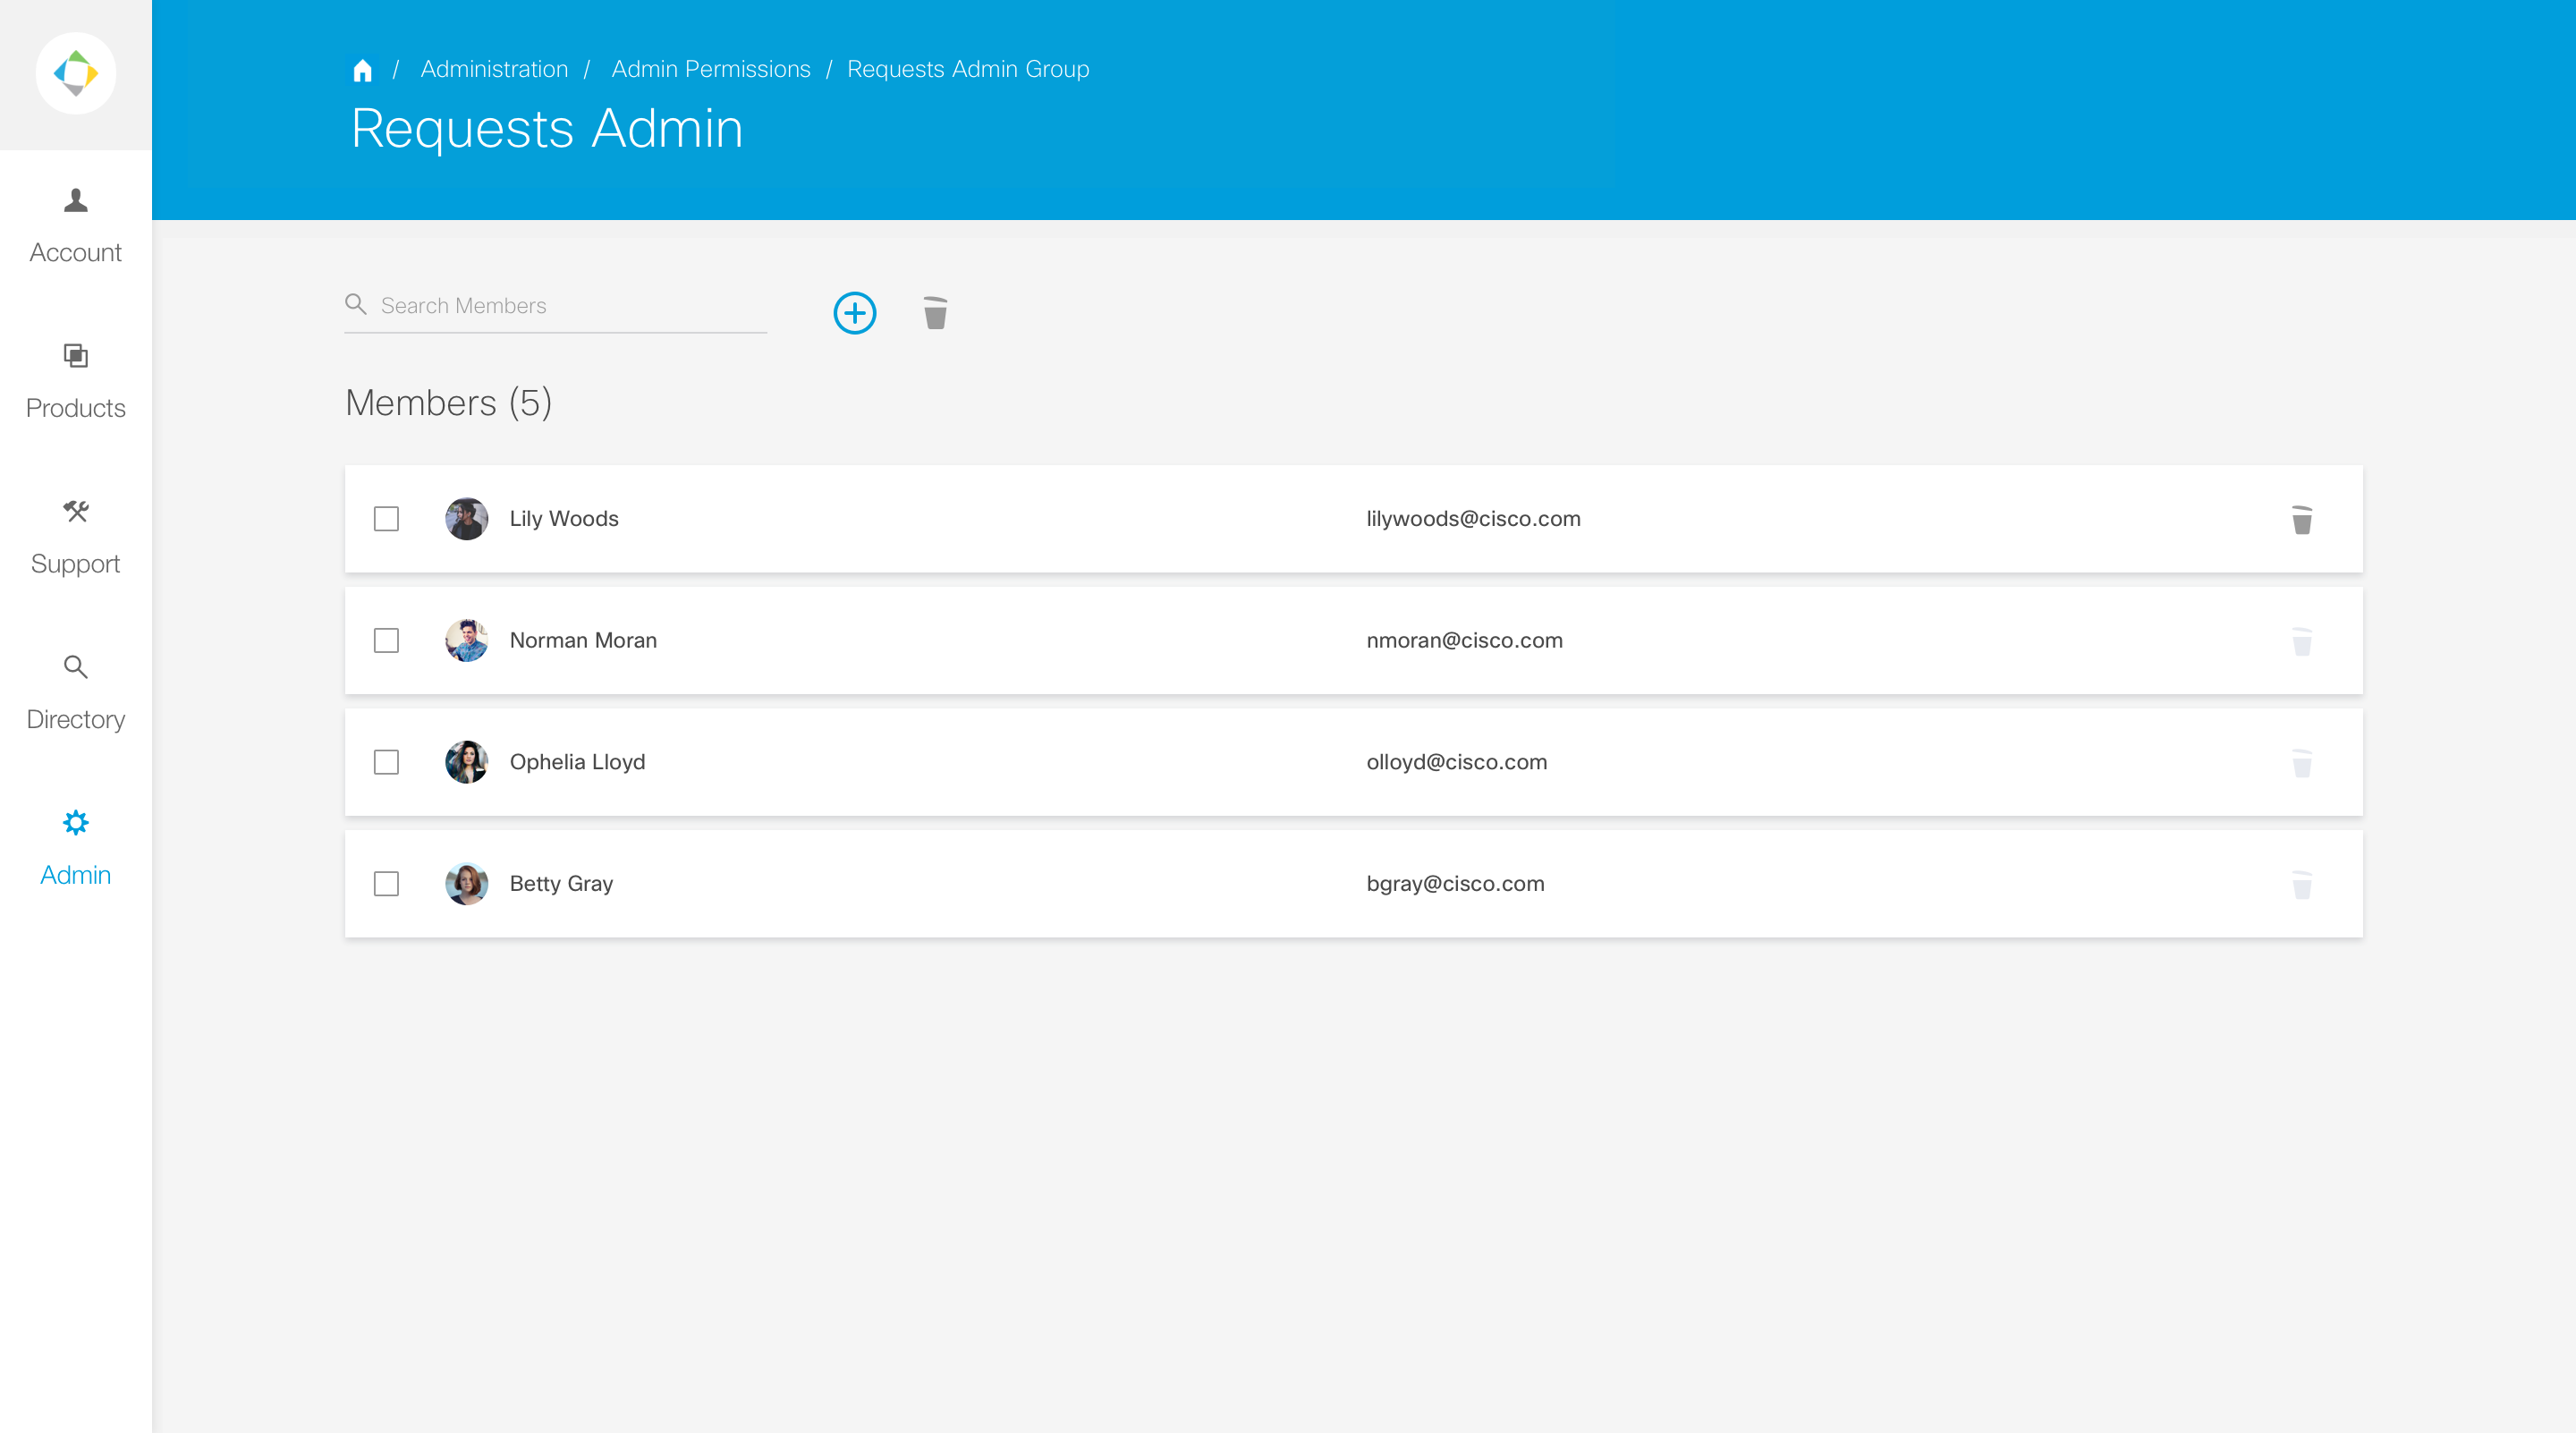 / Administration / Admin Permissions / Requests Admin Group
Requests Admin
Account
Products
Support
Directory
Admin
Search Members
Members (5)
Lily Woods lilywoods@cisco.com
Norman Moran nmoran@cisco.com
Ophelia Lloyd olloyd@cisco.com
Betty Gray bgray@cisco.com